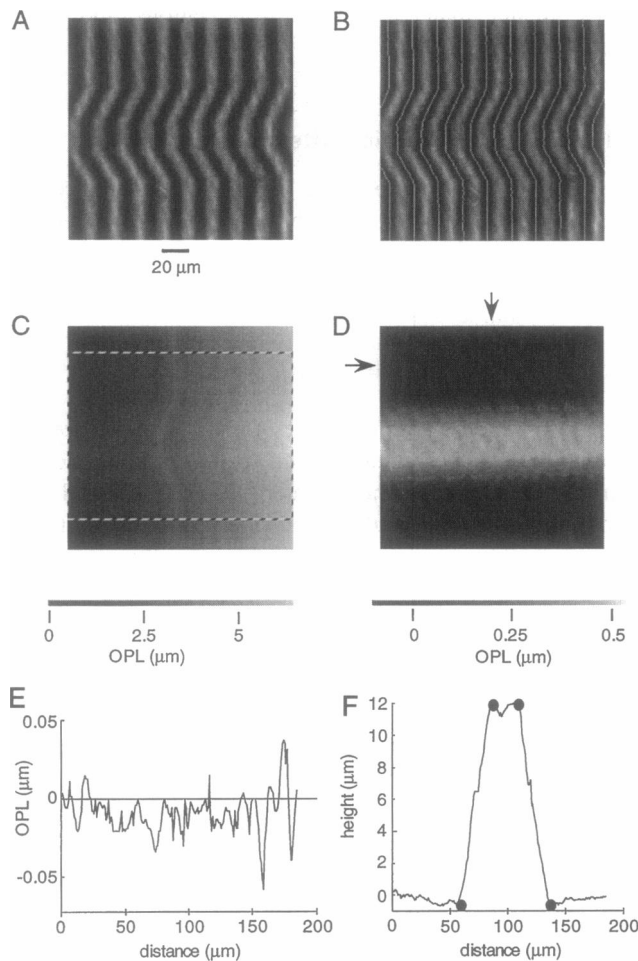 A
B
20 µm
C
D
0 2.5 5
OPL (µm)
0 0.25 0.5
OPL (µm)
E
0.05
0
-0.05
OPL (µm)
0 50 100 150 200
distance (µm)
F
12
10
8
6
4
2
0
height (µm)
0 50 100 150 200
distance (µm)